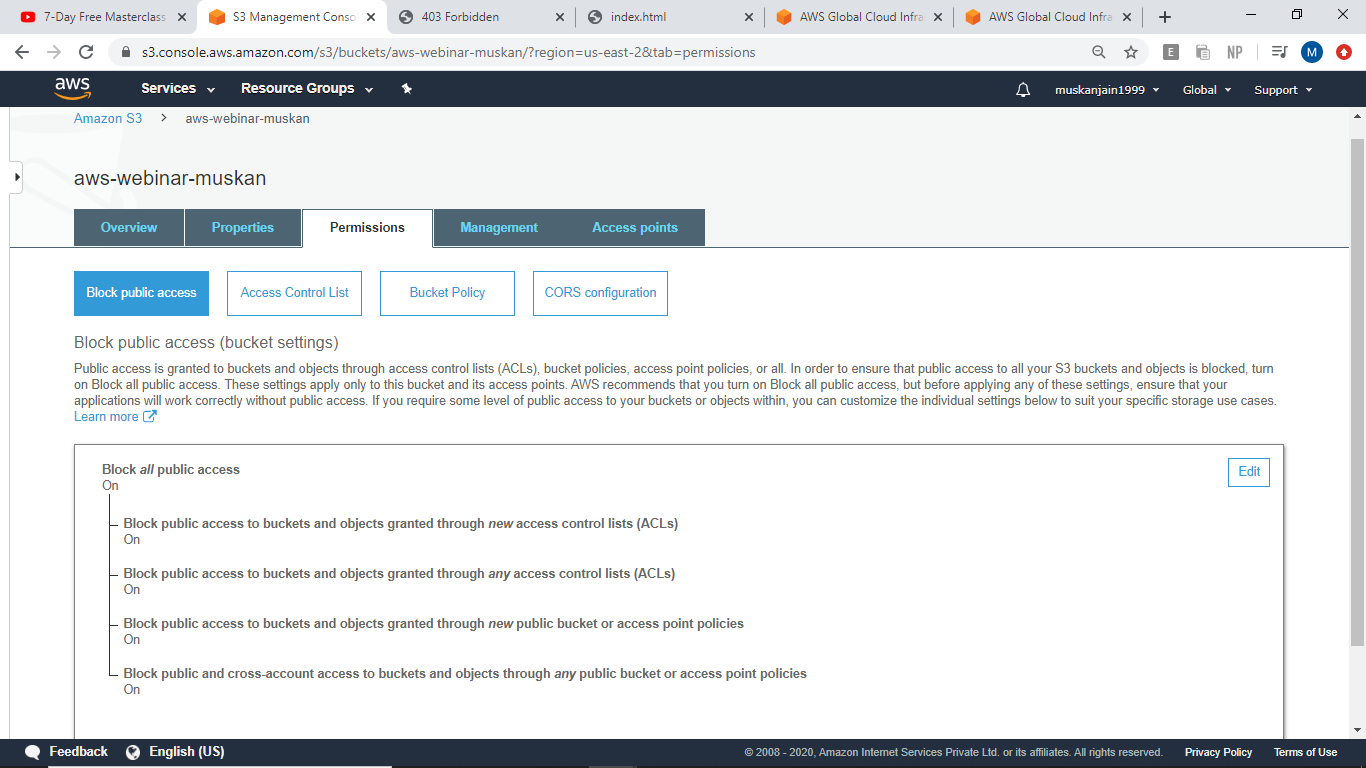 7-Day Free Masterclass
S3 Management Conso
403 Forbidden
index.html
AWS Global Cloud Infra
AWS Global Cloud Infra
s3.console.aws.amazon.com/s3/buckets/aws-webinar-muskan/?region=us-east-2&tab=permissions
E
NP
M
aws
Services
Resource Groups
muskanjain1999
Global
Support
Amazon S3 > aws-webinar-muskan
aws-webinar-muskan
Overview
Properties
Permissions
Management
Access points
Block public access
Access Control List
Bucket Policy
CORS configuration
Block public access (bucket settings)
Public access is granted to buckets and objects through access control lists (ACLs), bucket policies, access point policies, or all. In order to ensure that public access to all your S3 buckets and objects is blocked, turn
on Block all public access. These settings apply only to this bucket and its access points. AWS recommends that you turn on Block all public access, but before applying any of these settings, ensure that your
applications will work correctly without public access. If you require some level of public access to your buckets or objects within, you can customize the individual settings below to suit your specific storage use cases.
Learn more
Block all public access
On
Edit
Block public access to buckets and objects granted through new access control lists (ACLs)
On
Block public access to buckets and objects granted through any access control lists (ACLs)
On
Block public access to buckets and objects granted through new public bucket or access point policies
On
Block public and cross-account access to buckets and objects through any public bucket or access point policies
On
Feedback
English (US)
© 2008 - 2020, Amazon Internet Services Private Ltd. or its affiliates. All rights reserved.
Privacy Policy
Terms of Use